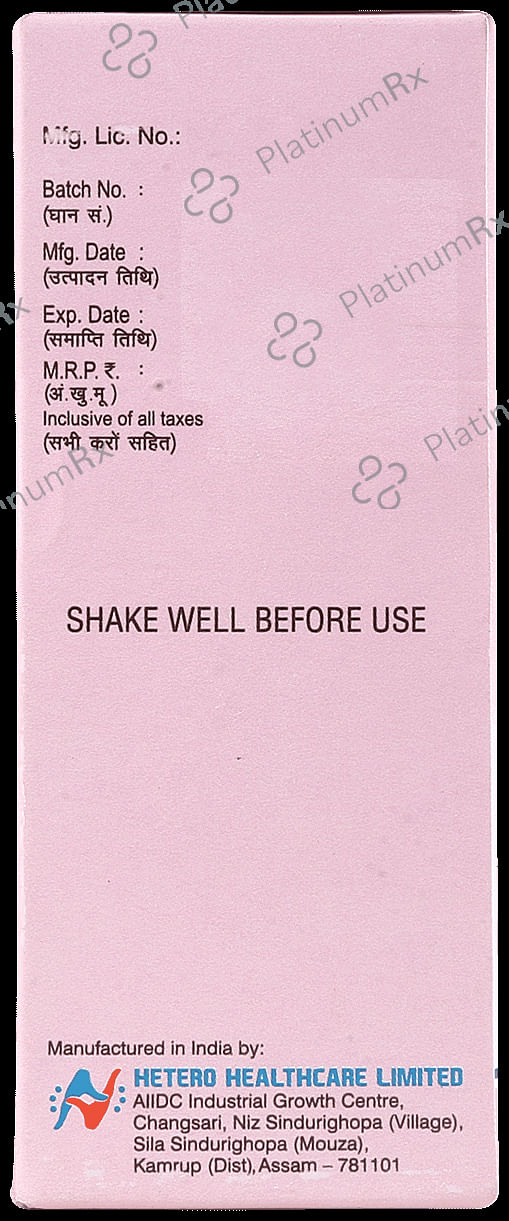 PlatinumRx
PlatinumRx
Mfg. Lic. No.:
Batch No. :
(घान सं.)
Mfg. Date :
(उत्पादन तिथि)
PlatinumRx
Exp. Date :
(समाप्ति तिथि)
M.R.P. ₹. :
(अं.खु.मू.)
Inclusive of all taxes
(सभी करों सहित)
SHAKE WELL BEFORE USE
Manufactured in India by:
HETERO HEALTHCARE LIMITED
AIIDC Industrial Growth Centre,
Changsari, Niz Sindurighopa (Village),
Sila Sindurighopa (Mouza),
Kamrup (Dist), Assam – 781101